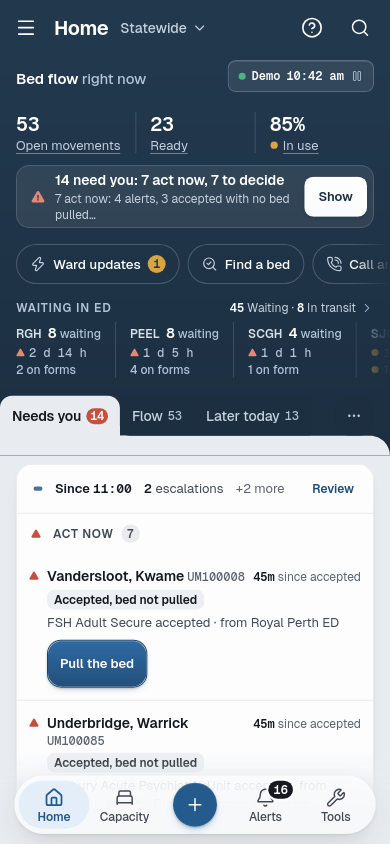 Home Statewide
Bed flow right now
Demo 10:42 am
53 23 85%
Open movements Ready In use
14 need you: 7 act now, 7 to decide
7 act now: 4 alerts, 3 accepted with no bed
pulled…
Show
Ward updates 1 Find a bed Call a
WAITING IN ED 45 Waiting · 8 In transit
RGH 8 waiting PEEL 8 waiting SCGH 4 waiting SJ
2 d 14 h 1 d 5 h 1 d 1 h
2 on forms 4 on forms 1 on form
Needs you 14 Flow 53 Later today 13 ...
Since 11:00 2 escalations +2 more Review
ACT NOW 7
Vandersloot, Kwame UM100008 45m since accepted
Accepted, bed not pulled
FSH Adult Secure accepted · from Royal Perth ED
Pull the bed
Underbridge, Warrick 45m since accepted
UM100085
Accepted, bed not pulled
16
Home Capacity + Alerts Tools